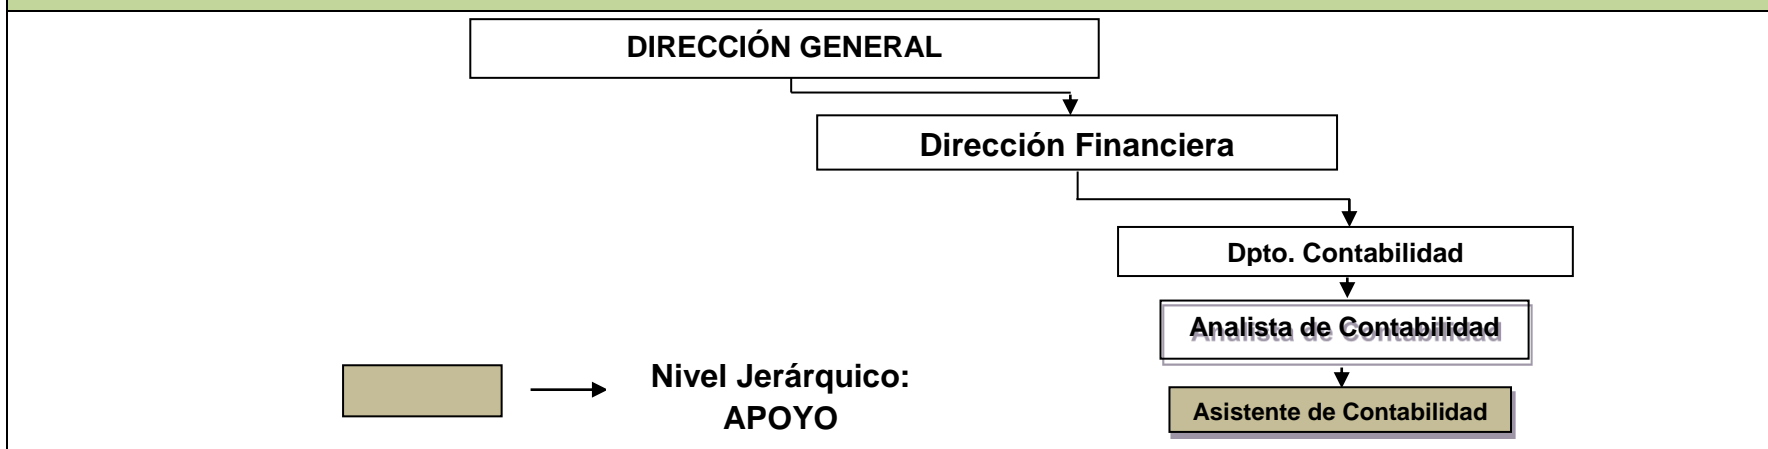 DIRECCIÓN GENERAL
Dirección Financiera
Dpto. Contabilidad
Analista de Contabilidad
Nivel Jerárquico:
APOYO
Asistente de Contabilidad